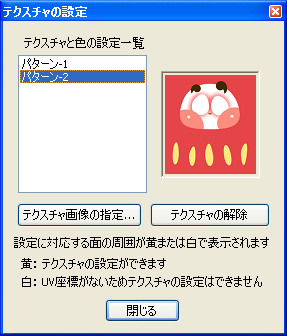 テクスチャの設定
テクスチャと色の設定一覧
パターン-1
パターン-2
テクスチャ画像の指定...
テクスチャの解除
設定に対応する面の周囲が黄または白で表示されます
黄: テクスチャの設定ができます
白: UV座標がないためテクスチャの設定はできません
閉じる